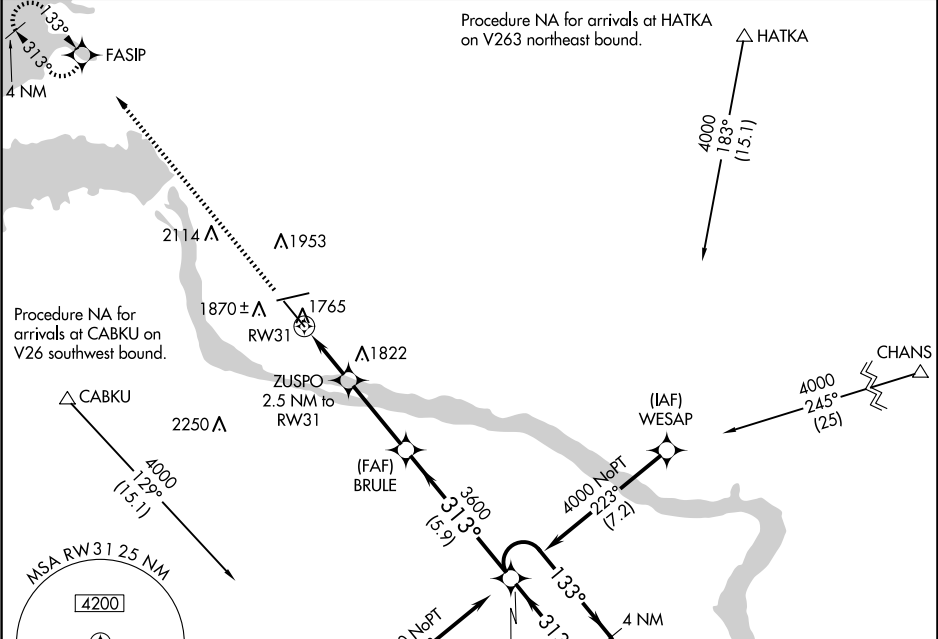 133°
313°
4 NM
FASIP
Procedure NA for arrivals at HATKA
on V263 northeast bound.
HATKA
4000
183°
(15.1)
2114
1953
1870±
1765
RW31
Procedure NA for
arrivals at CABKU on
V26 southwest bound.
1822
CHANS
ZUSPO
2.5 NM to
RW31
4000
245°
(25)
CABKU
(IAF)
WESAP
2250
(FAF)
BRULE
4000
129°
(15.1)
4000 NoPT
223°
(7.2)
3600
313°
(5.9)
MSA RW31 25 NM
4200
133°
4 NM
NoPT